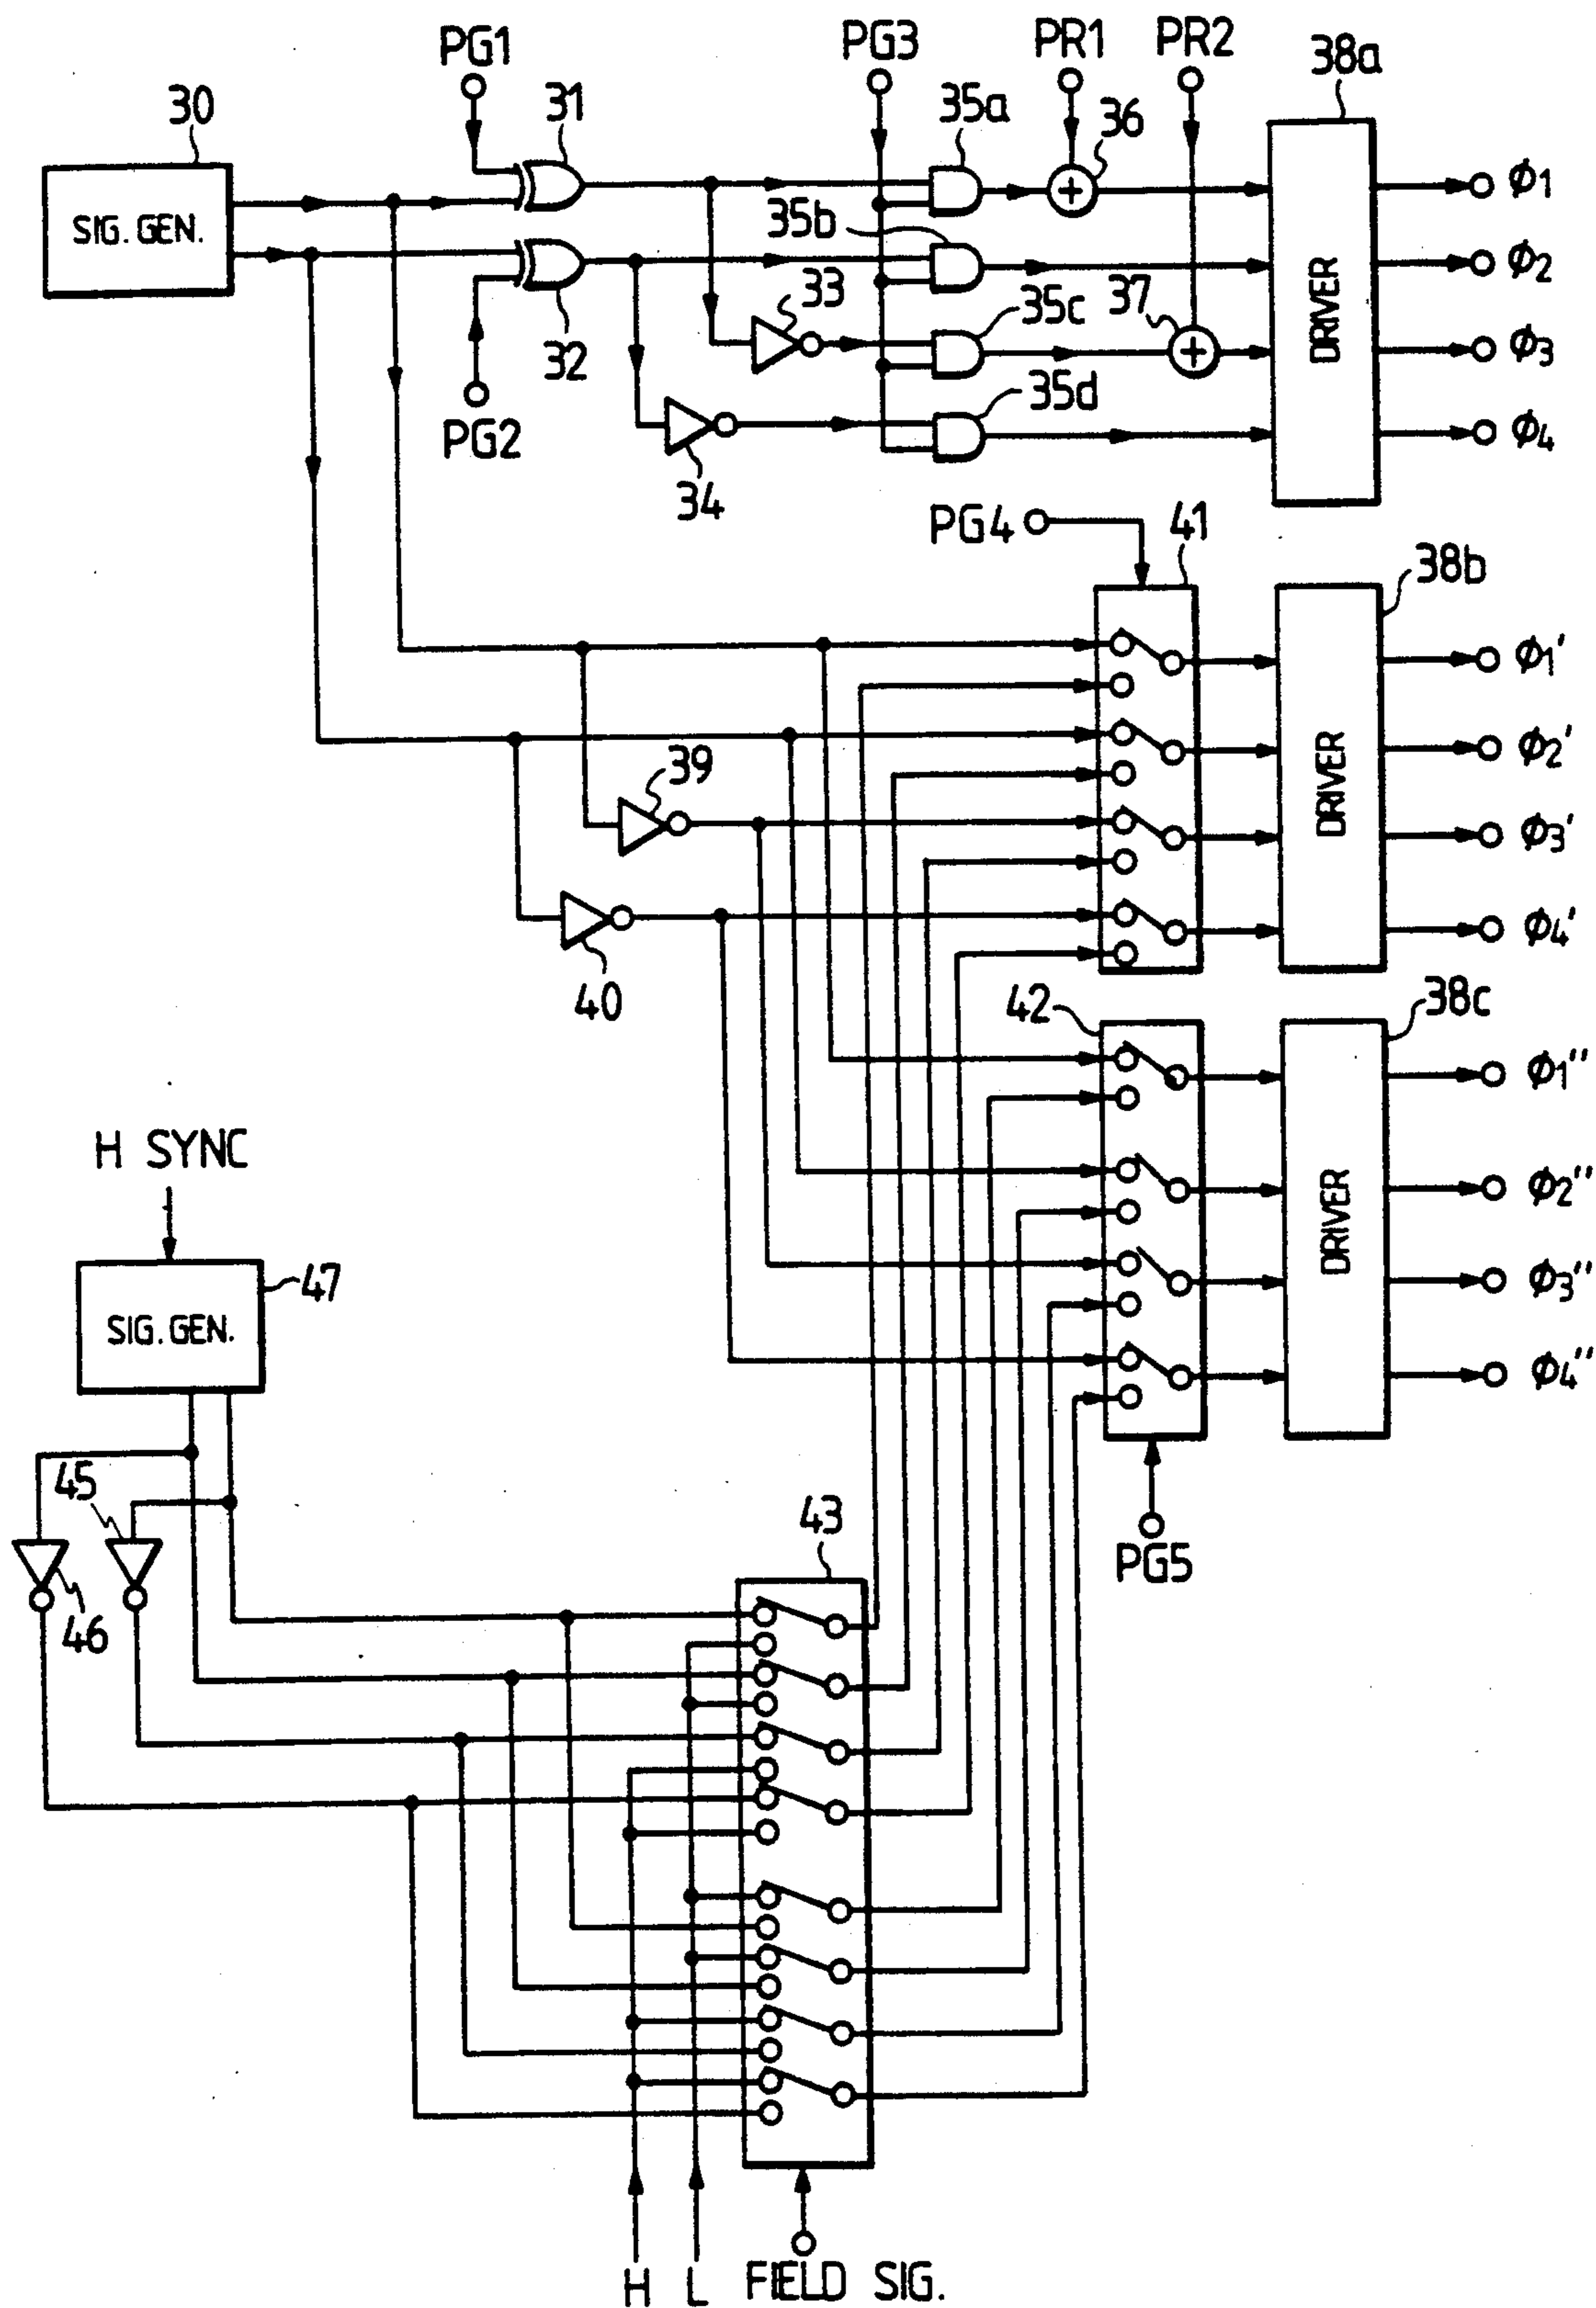 PG1
PG3
PR1
PR2
38a
30
31
35a
36
SIG. GEN.
35b
ϕ1
ϕ2
33
35c
37
DRIVER
ϕ3
32
35d
ϕ4
PG2
34
PG4
41
38b
ϕ1'
ϕ2'
39
DRIVER
ϕ3'
ϕ4'
40
42
38c
ϕ1''
H SYNC
ϕ2''
DRIVER
47
ϕ3''
SIG. GEN.
ϕ4''
45
43
PG5
46
H
L
FIELD SIG.